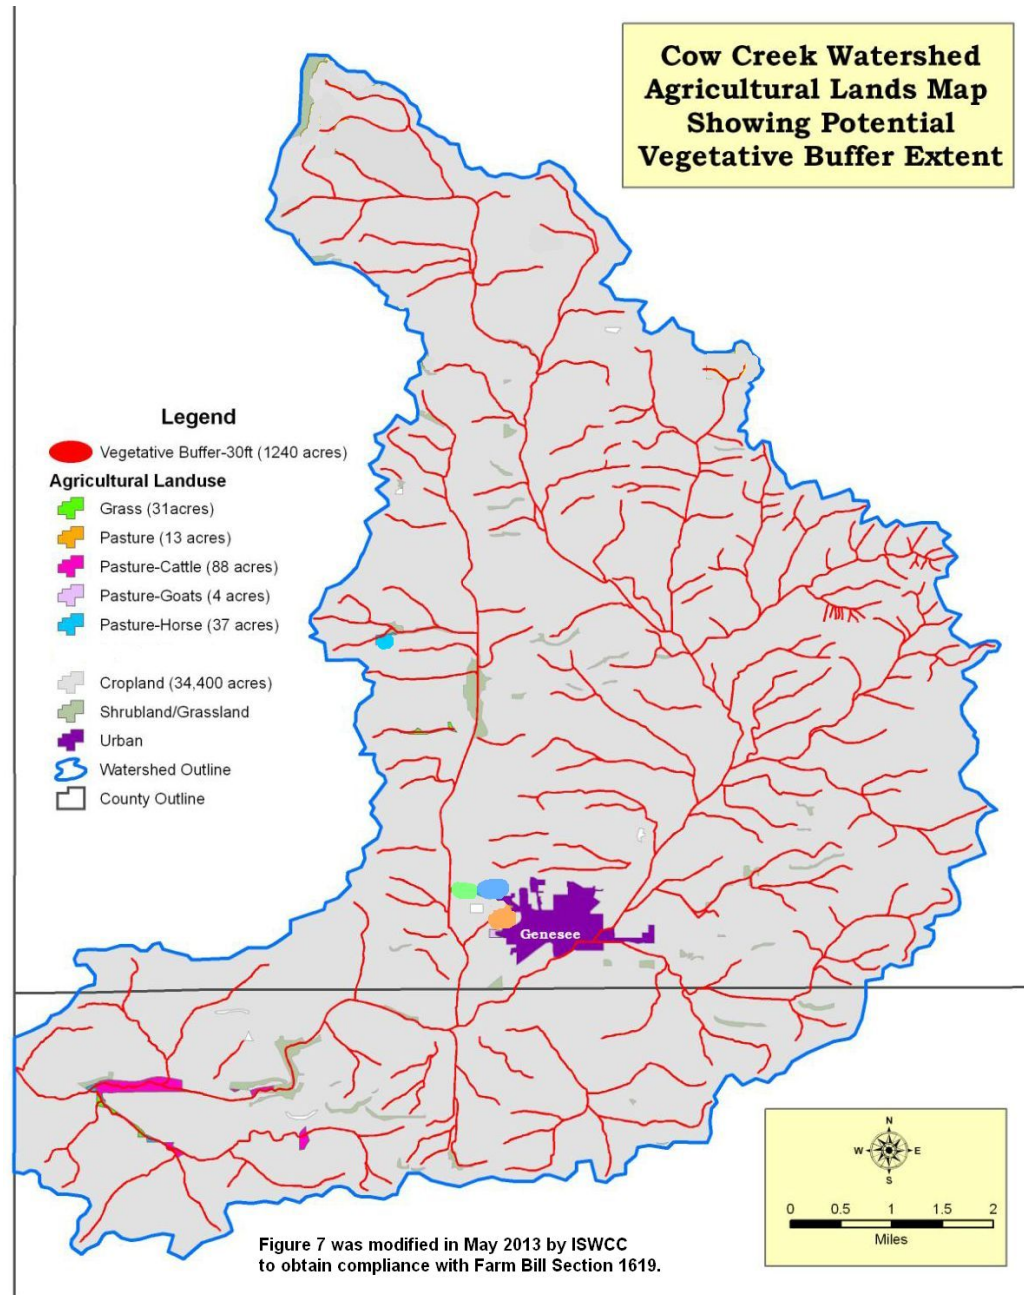 Cow Creek Watershed
Agricultural Lands Map
Showing Potential
Vegetative Buffer Extent
Legend
Vegetative Buffer-30ft (1240 acres)
Agricultural Landuse
Grass (31acres)
Pasture (13 acres)
Pasture-Cattle (88 acres)
Pasture-Goats (4 acres)
Pasture-Horse (37 acres)
Cropland (34,400 acres)
Shrubland/Grassland
Urban
Watershed Outline
County Outline
Genesee
N
W E
S
0 0.5 1 1.5 2
Miles
Figure 7 was modified in May 2013 by ISWCC
to obtain compliance with Farm Bill Section 1619.